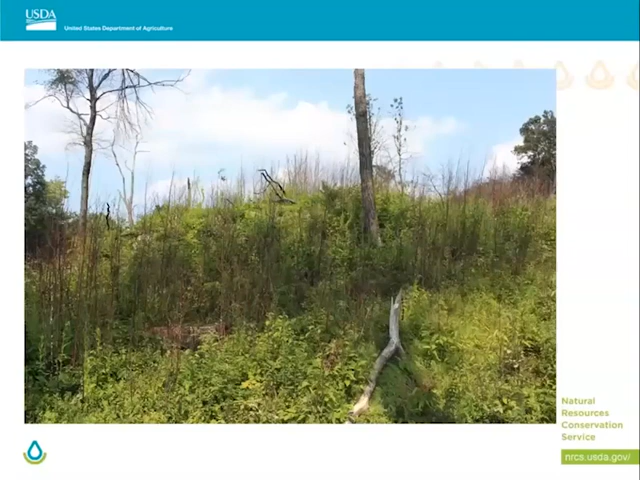 USDA
United States Department of Agriculture
Natural
Resources
Conservation
Service
nrcs.usda.gov/